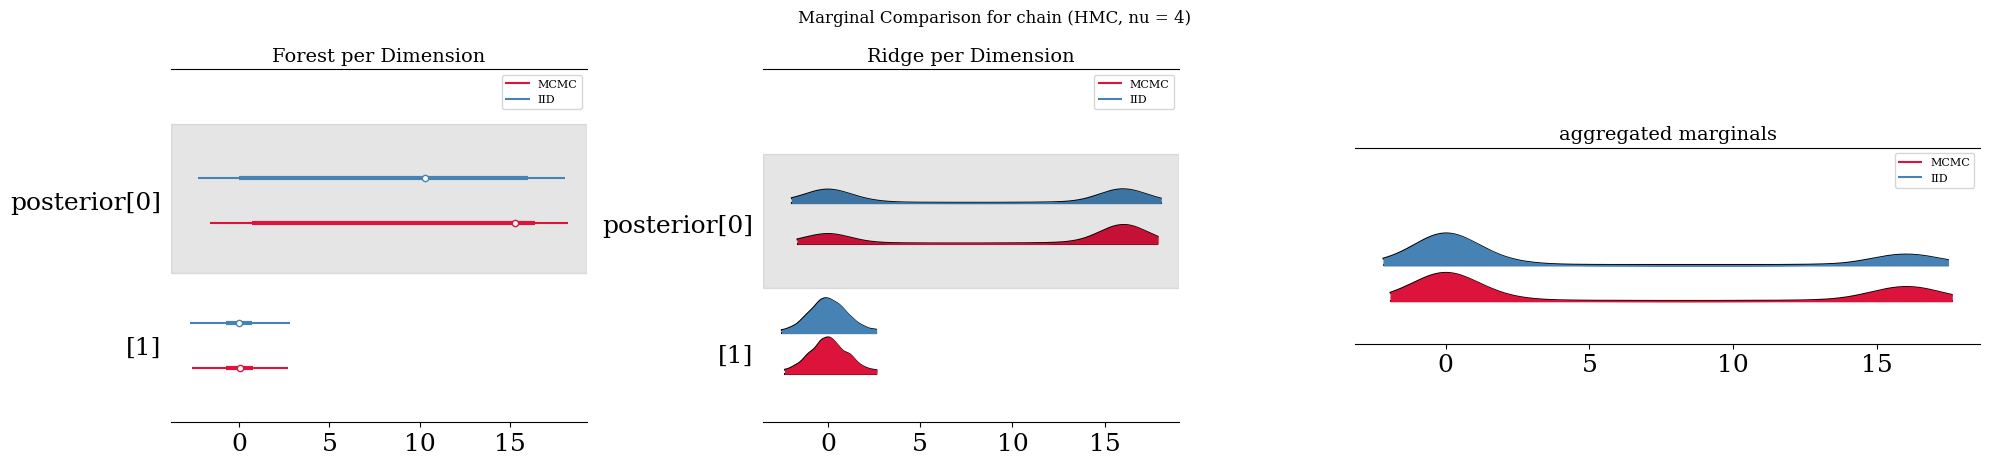 Marginal Comparison for chain (HMC, nu = 4)
Forest per Dimension
MCMC
IID
posterior[0]
[1]
0 5 10 15
Ridge per Dimension
MCMC
IID
posterior[0]
[1]
0 5 10 15
aggregated marginals
MCMC
IID
0 5 10 15